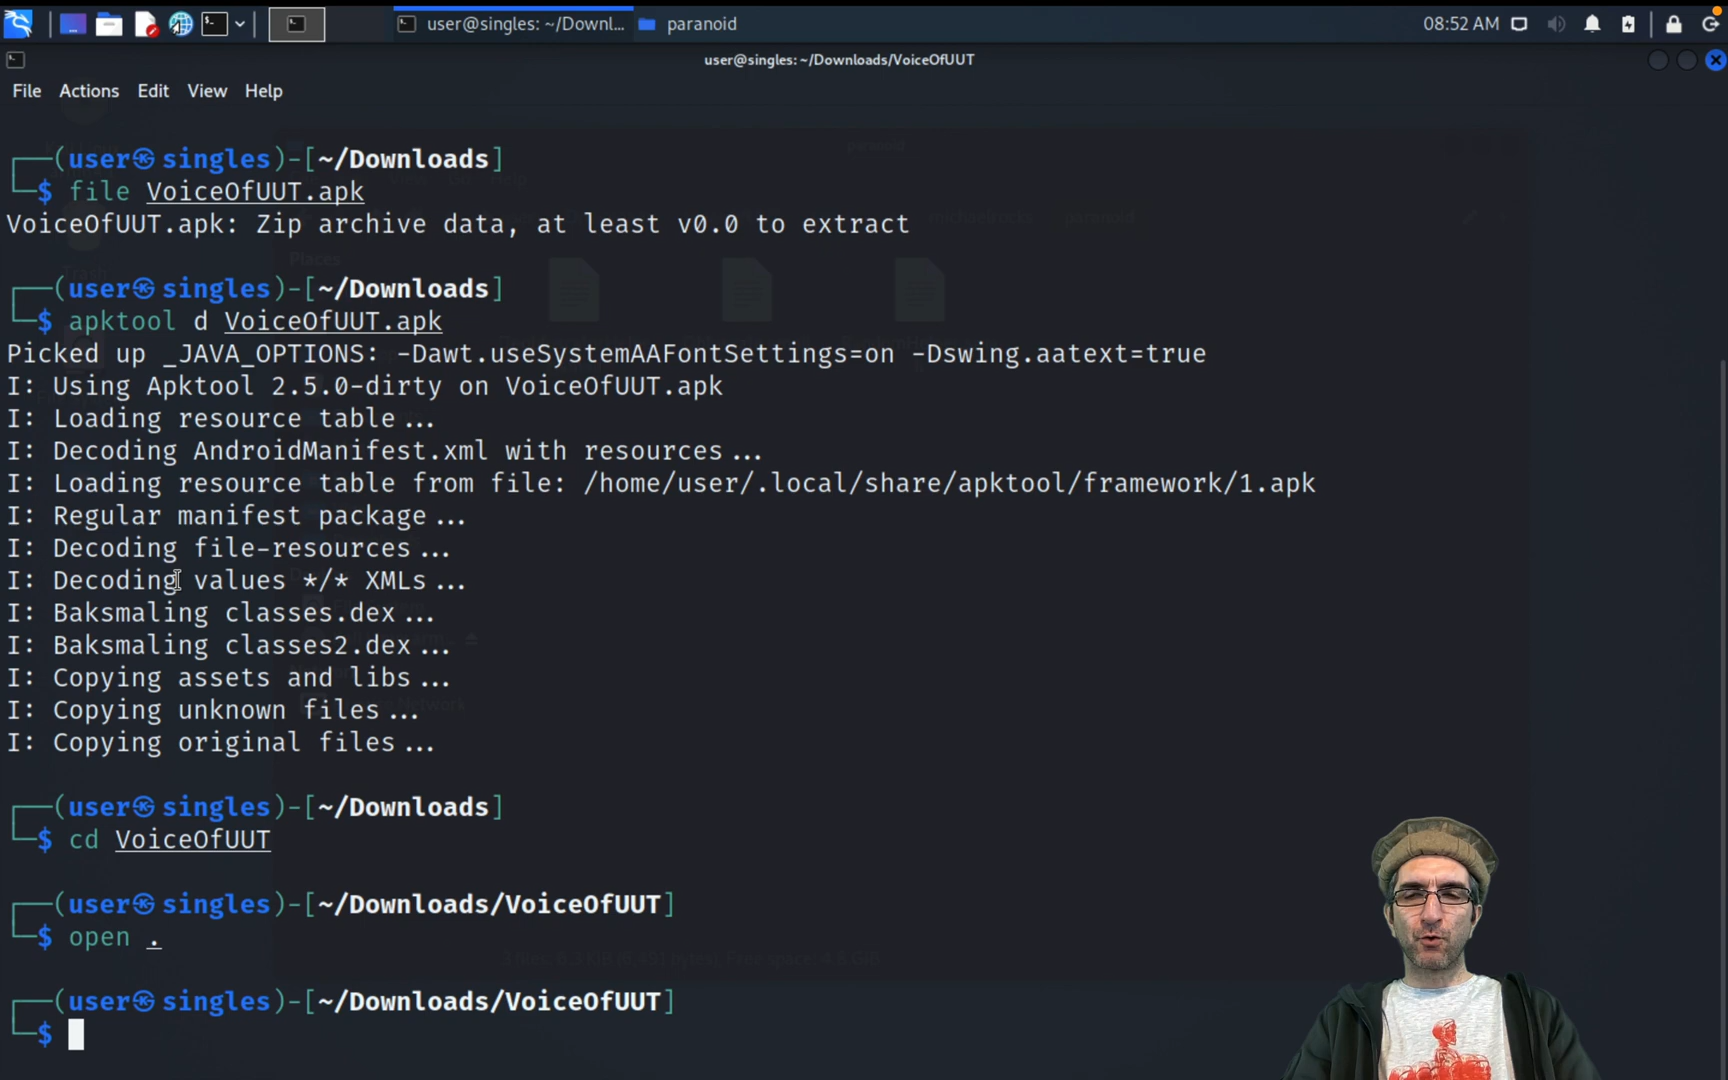 user@singles: ~/Downl...
paranoid
08:52 AM
user@singles: ~/Downloads/VoiceOfUUT
File Actions Edit View Help
(user㉿singles)-[~/Downloads]
$ file VoiceOfUUT.apk
VoiceOfUUT.apk: Zip archive data, at least v0.0 to extract
(user㉿singles)-[~/Downloads]
$ apktool d VoiceOfUUT.apk
Picked up _JAVA_OPTIONS: -Dawt.useSystemAAFontSettings=on -Dswing.aatext=true
I: Using Apktool 2.5.0-dirty on VoiceOfUUT.apk
I: Loading resource table...
I: Decoding AndroidManifest.xml with resources...
I: Loading resource table from file: /home/user/.local/share/apktool/framework/1.apk
I: Regular manifest package...
I: Decoding file-resources...
I: Decoding values */* XMLs...
I: Baksmaling classes.dex...
I: Baksmaling classes2.dex...
I: Copying assets and libs...
I: Copying unknown files...
I: Copying original files...
(user㉿singles)-[~/Downloads]
$ cd VoiceOfUUT
(user㉿singles)-[~/Downloads/VoiceOfUUT]
$ open .
(user㉿singles)-[~/Downloads/VoiceOfUUT]
$